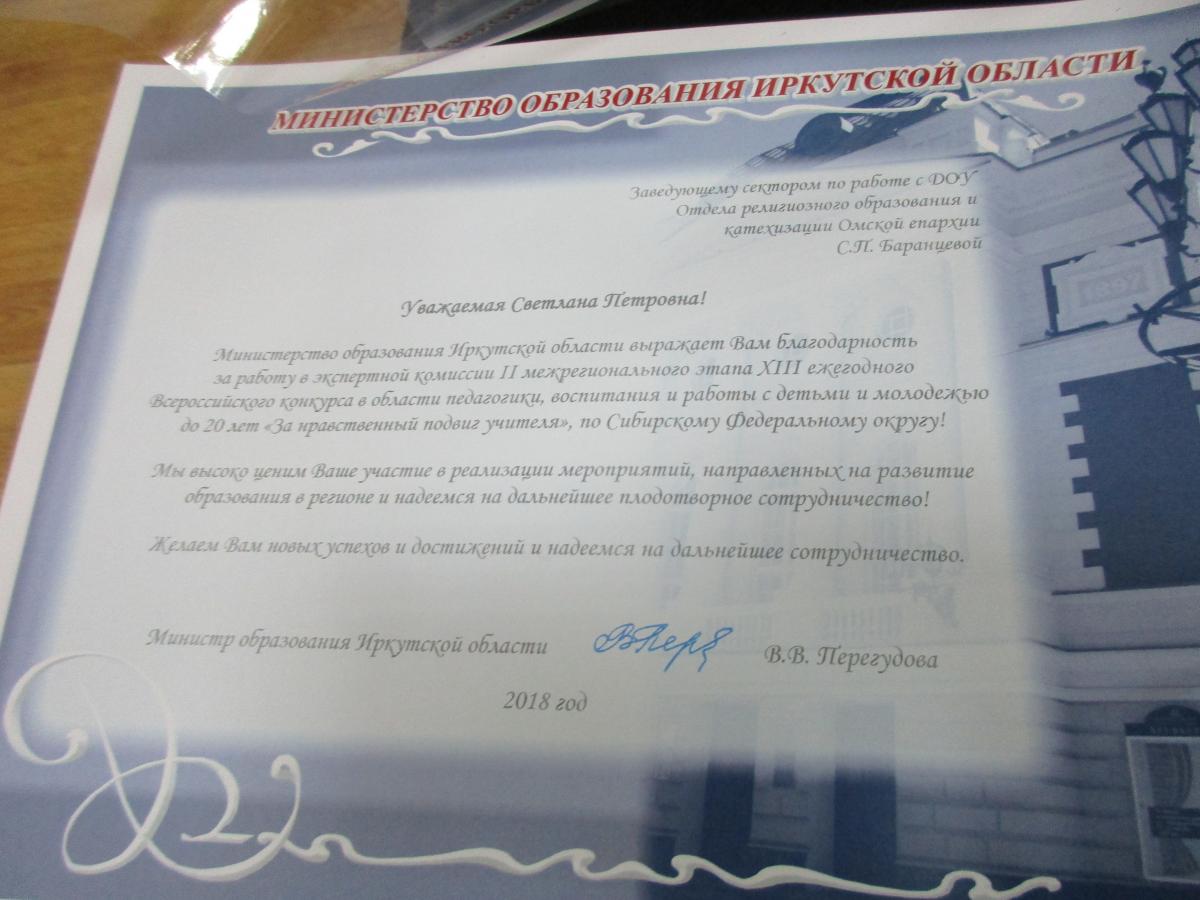 МИНИСТЕРСТВО ОБРАЗОВАНИЯ ИРКУТСКОЙ ОБЛАСТИ
Заведующему сектором по работе с ДОУ
Отдела религиозного образования и
катехизации Омской епархии
С.П. Баранцевой
Уважаемая Светлана Петровна!
Министерство образования Иркутской области выражает Вам благодарность
за работу в экспертной комиссии II межрегионального этапа XIII ежегодного
Всероссийского конкурса в области педагогики, воспитания и работы с детьми и молодежью
до 20 лет «За нравственный подвиг учителя», по Сибирскому Федеральному округу!
Мы высоко ценим Ваше участие в реализации мероприятий, направленных на развитие
образования в регионе и надеемся на дальнейшее плодотворное сотрудничество!
Желаем Вам новых успехов и достижений и надеемся на дальнейшее сотрудничество.
Министр образования Иркутской области В.В. Перегудова
2018 год